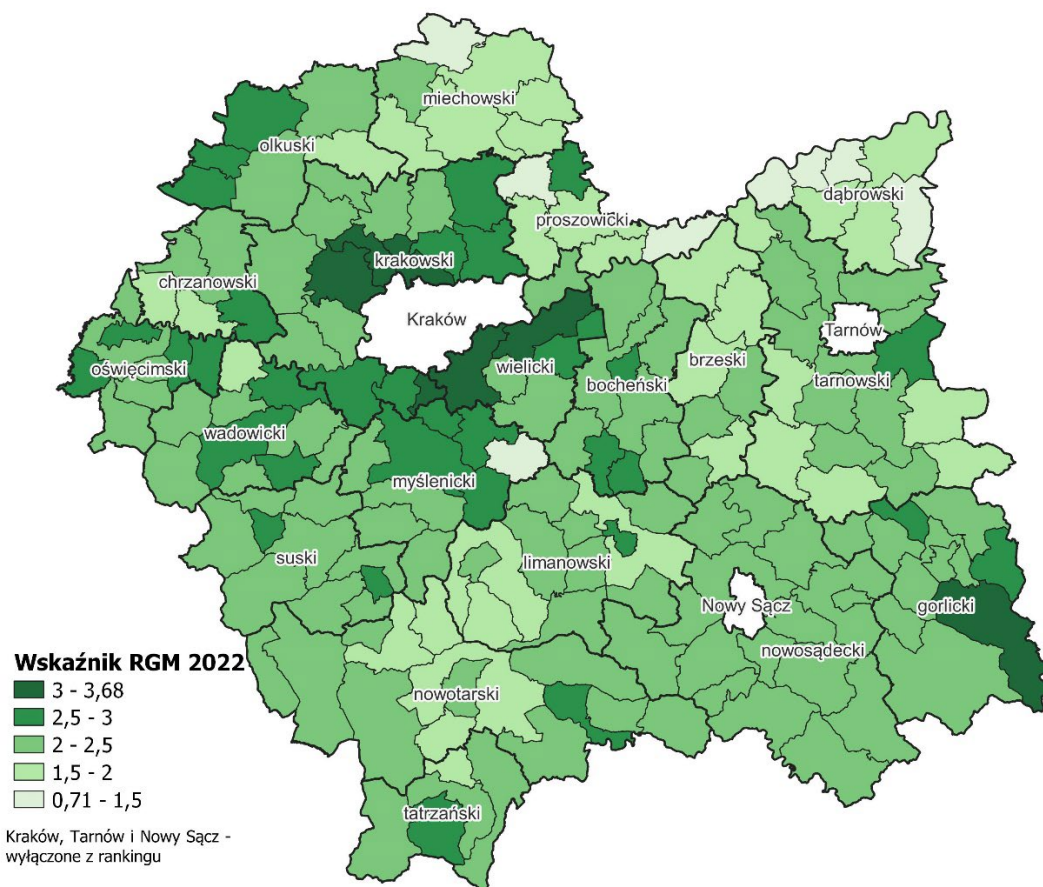 miechowski
olkuski
dąbrowski
proszowicki
krakowski
chrzanowski
Kraków
Tarnów
wielicki
brzeski
oświęcimski
bocheński
tarnowski
wadowicki
myślenicki
suski
limanowski
Nowy Sącz
gorlicki
nowosądecki
Wskaźnik RGM 2022
3 - 3,68
2,5 - 3
2 - 2,5
1,5 - 2
0,71 - 1,5
nowotarski
tatrzański
Kraków, Tarnów i Nowy Sącz -
wyłączone z rankingu